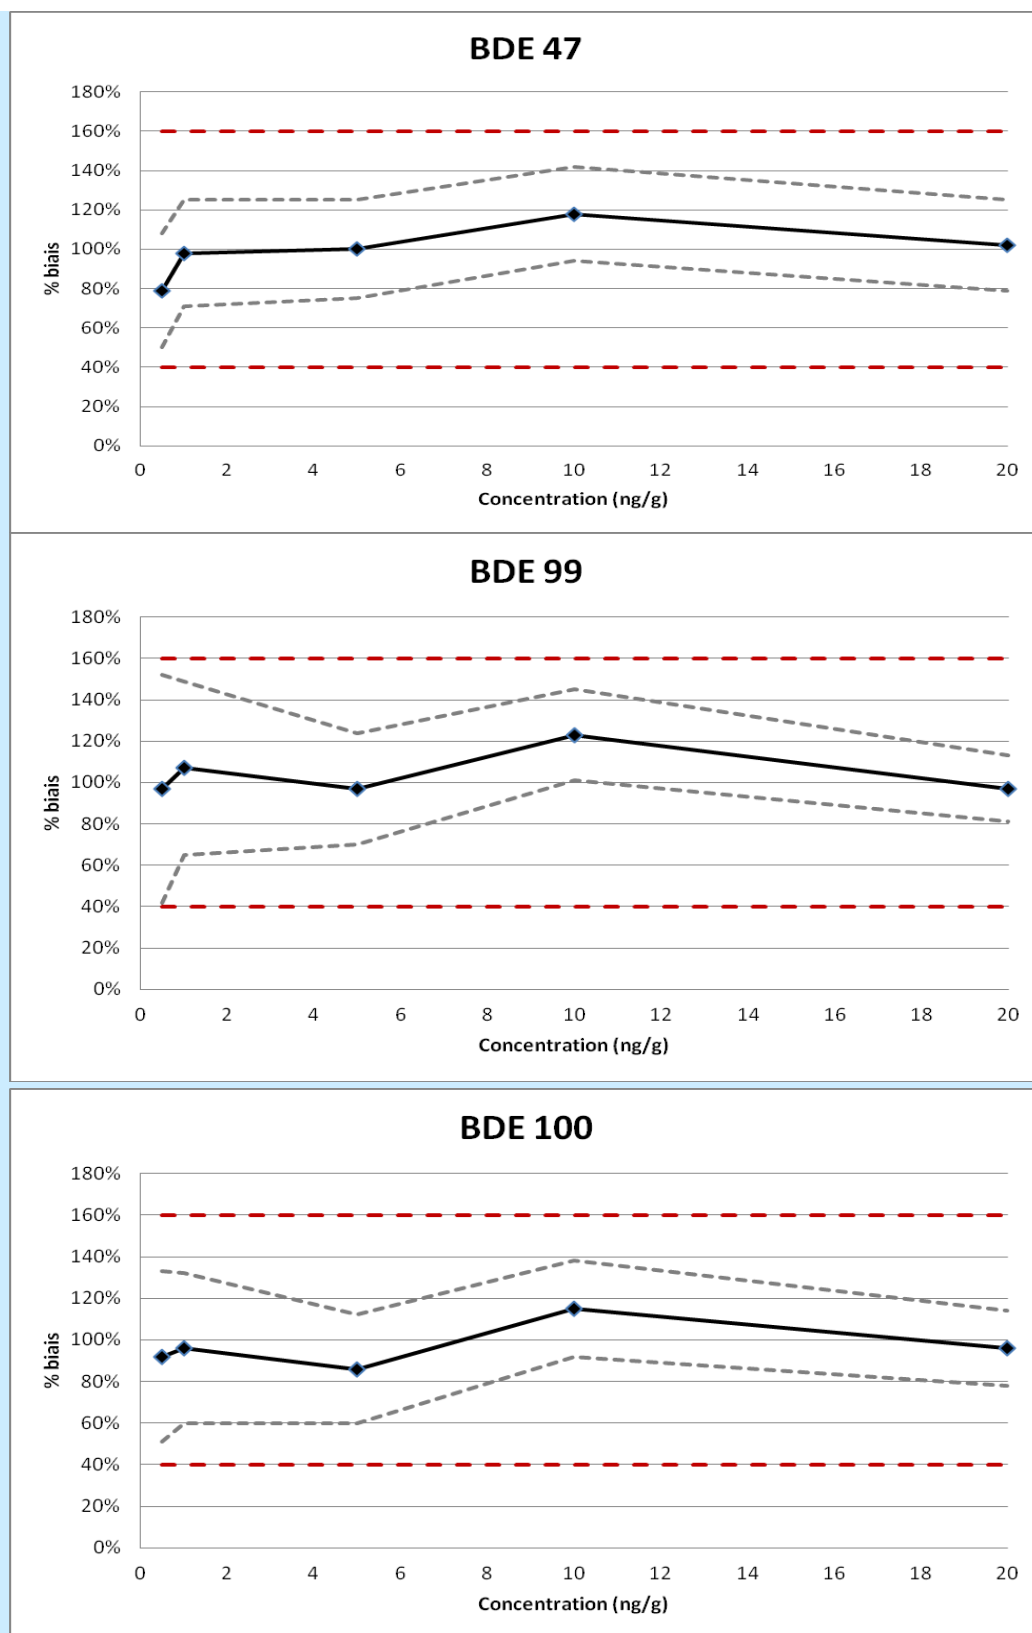 BDE 47
180%
160%
140%
120%
100%
80%
60%
40%
20%
0%
% biais
0 2 4 6 8 10 12 14 16 18 20
Concentration (ng/g)
BDE 99
180%
160%
140%
120%
100%
80%
60%
40%
20%
0%
% biais
0 2 4 6 8 10 12 14 16 18 20
Concentration (ng/g)
BDE 100
180%
160%
140%
120%
100%
80%
60%
40%
20%
0%
% biais
0 2 4 6 8 10 12 14 16 18 20
Concentration (ng/g)